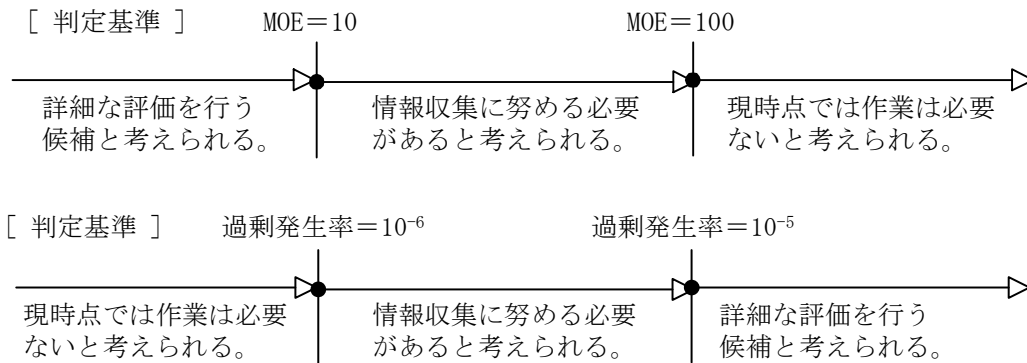 ［ 判定基準 ］ MOE＝10 MOE＝100
詳細な評価を行う 情報収集に努める必要 現時点では作業は必要
候補と考えられる。 があると考えられる。 ないと考えられる。
［ 判定基準 ］ 過剰発生率＝10⁻⁶ 過剰発生率＝10⁻⁵
現時点では作業は必要 情報収集に努める必要 詳細な評価を行う
ないと考えられる。 があると考えられる。 候補と考えられる。